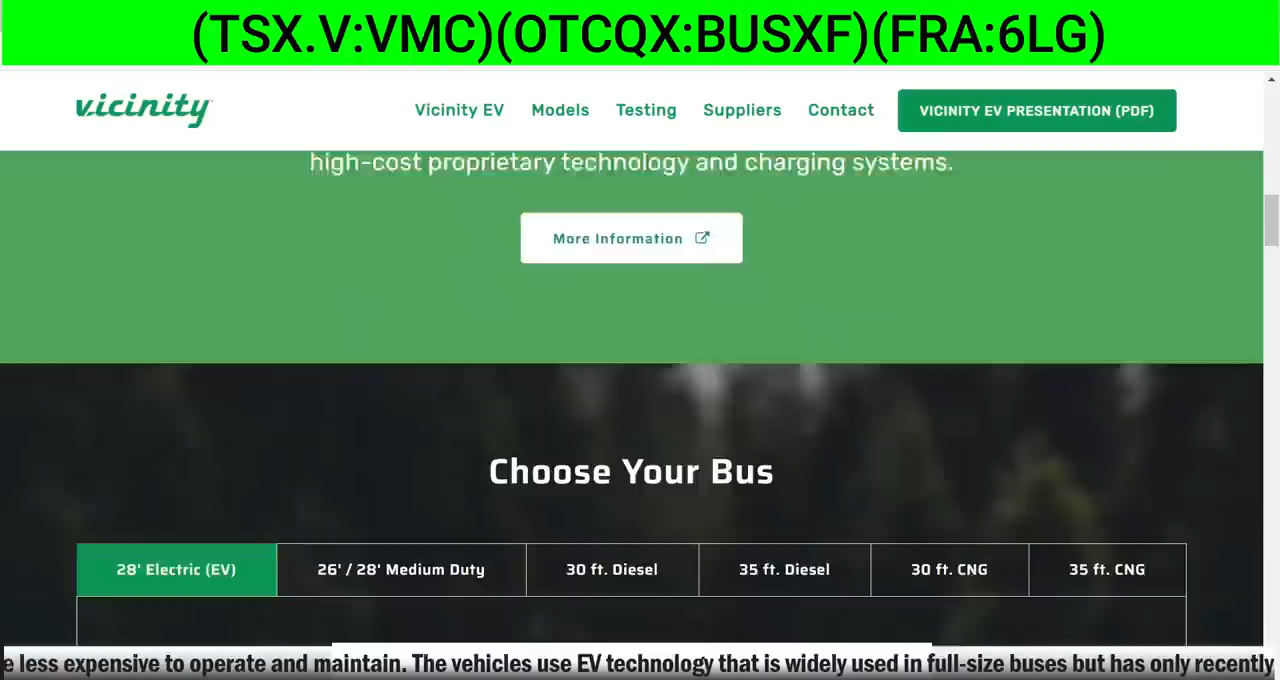 (TSX.V:VMC)(OTCQX:BUSXF)(FRA:6LG)
vicinity
Vicinity EV Models Testing Suppliers Contact VICINITY EV PRESENTATION (PDF)
high-cost proprietary technology and charging systems.
More Information
Choose Your Bus
28' Electric (EV) 26' / 28' Medium Duty 30 ft. Diesel 35 ft. Diesel 30 ft. CNG 35 ft. CNG
e less expensive to operate and maintain. The vehicles use EV technology that is widely used in full-size buses but has only recently